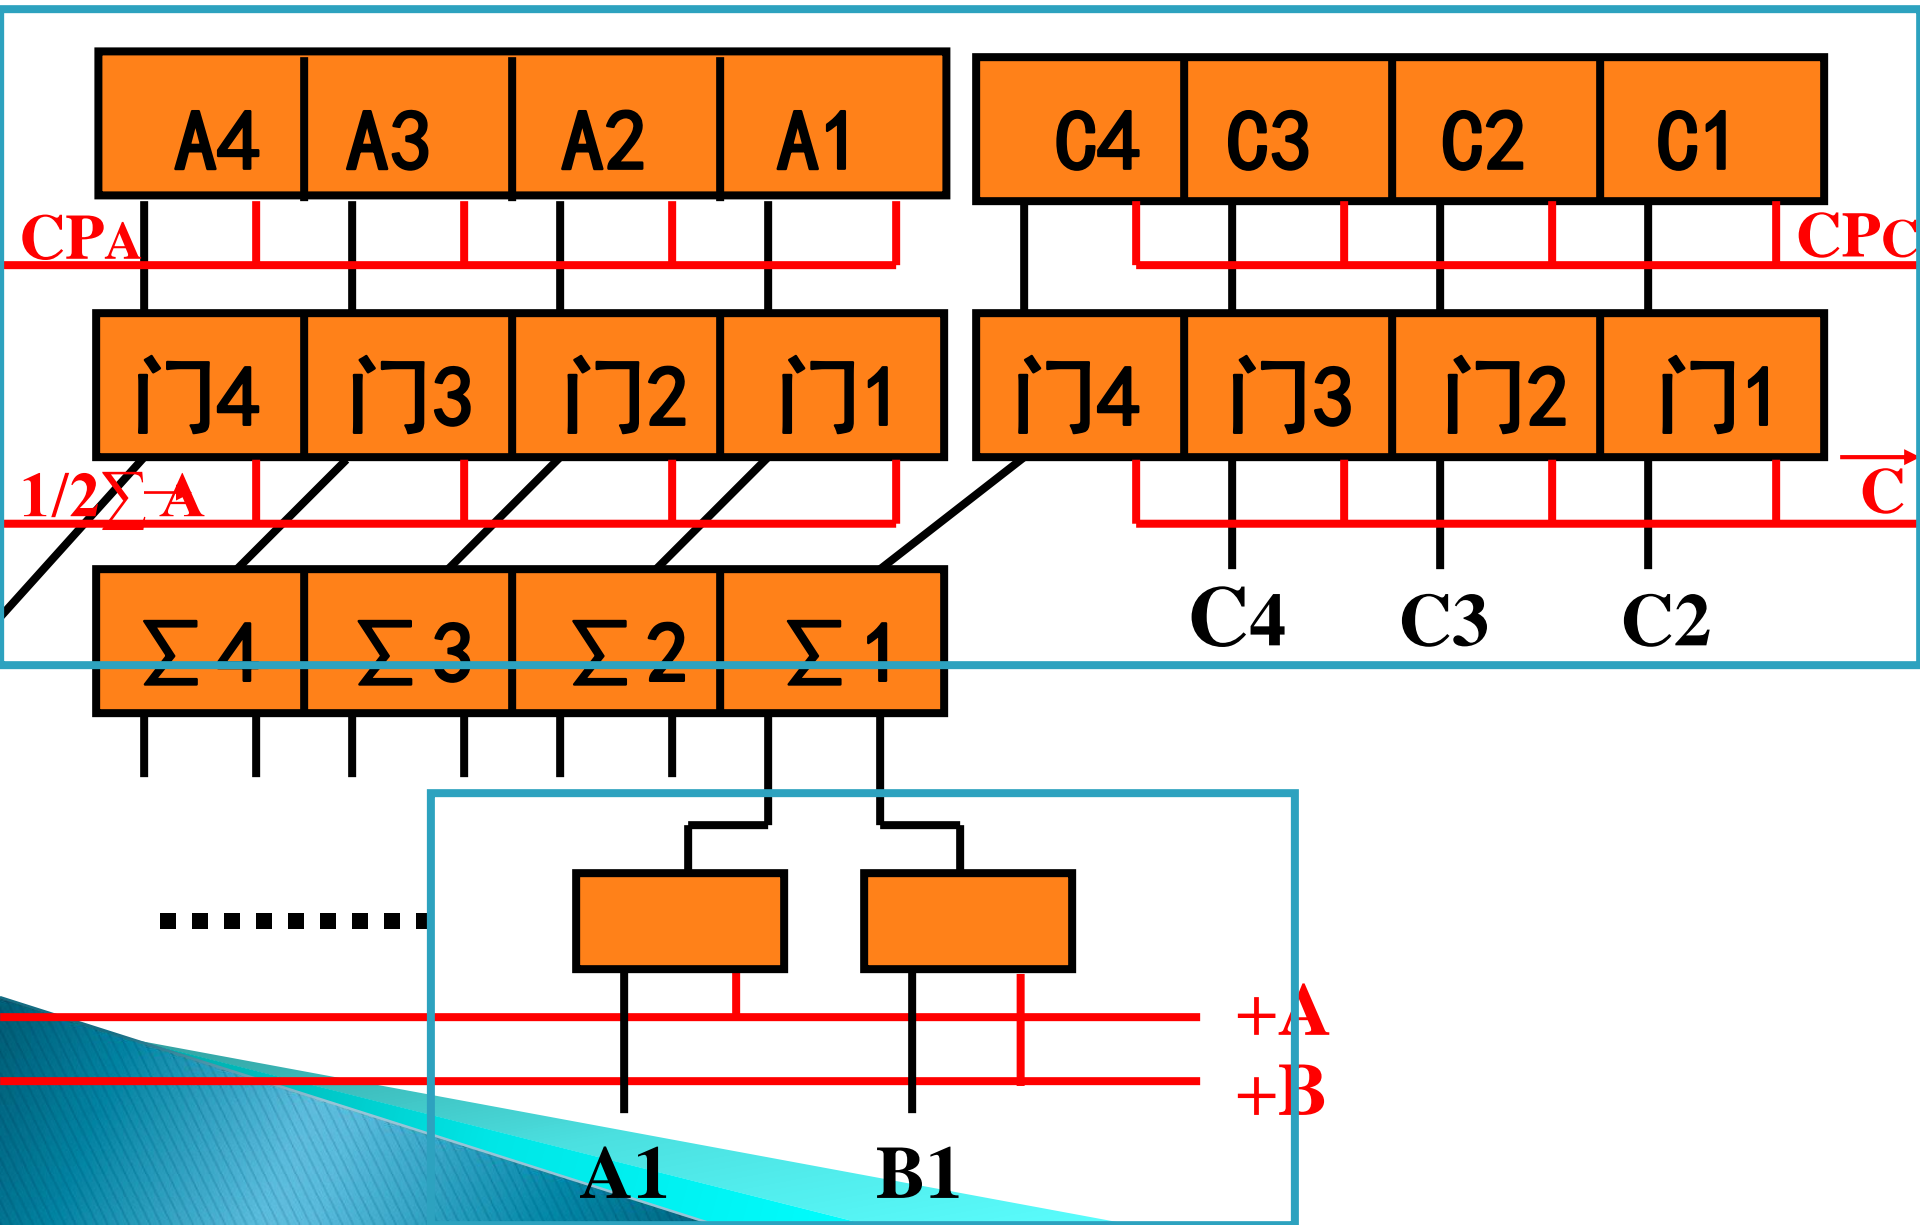 A4 A3 A2 A1 C4 C3 C2 C1
CPA CPC
门4 门3 门2 门1 门4 门3 门2 门1
1/2∑→A C
C4 C3 C2
∑4 ∑3 ∑2 ∑1
+A
+B
A1 B1